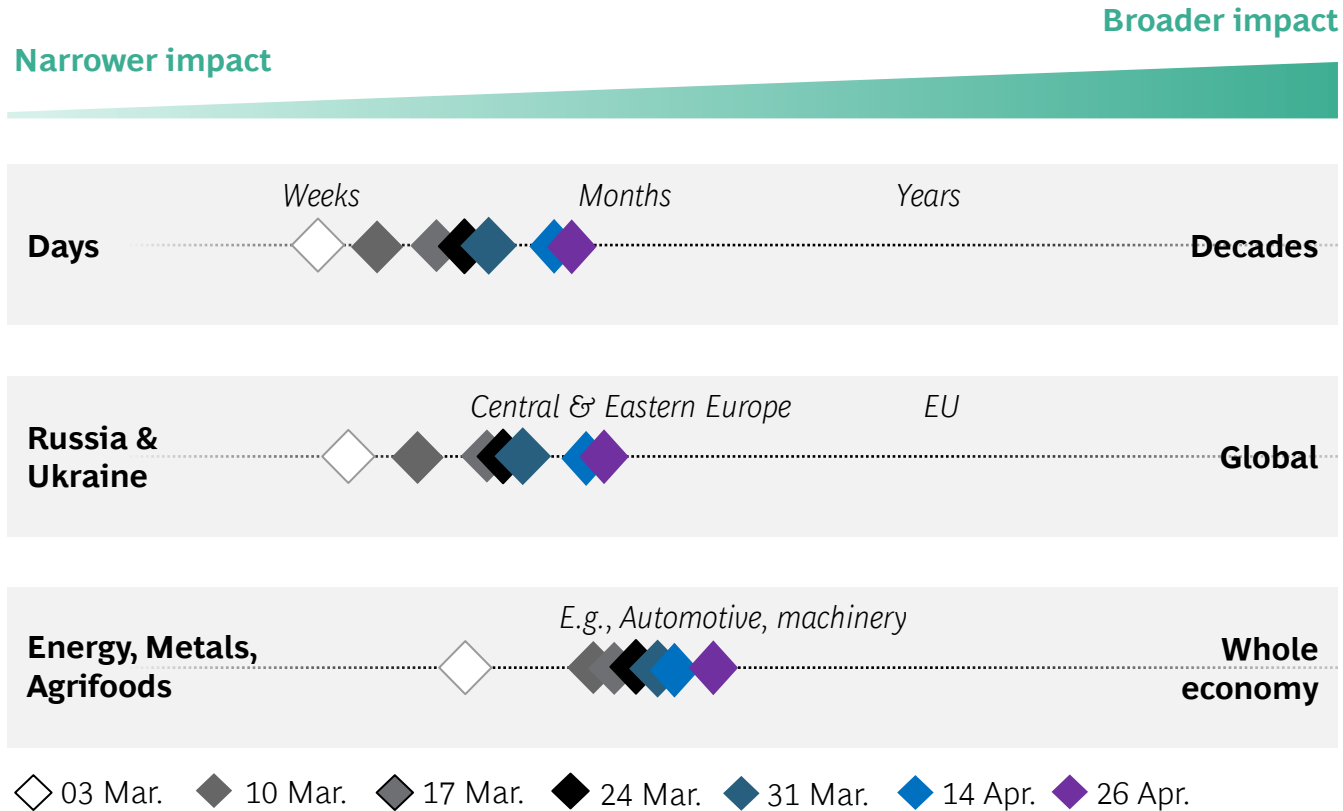 Broader impact
Narrower impact
Weeks Months Years
Days Decades
Central & Eastern Europe EU
Russia &
Ukraine
Global
E.g., Automotive, machinery
Energy, Metals,
Agrifoods
Whole
economy
03 Mar. 10 Mar. 17 Mar. 24 Mar. 31 Mar. 14 Apr. 26 Apr.